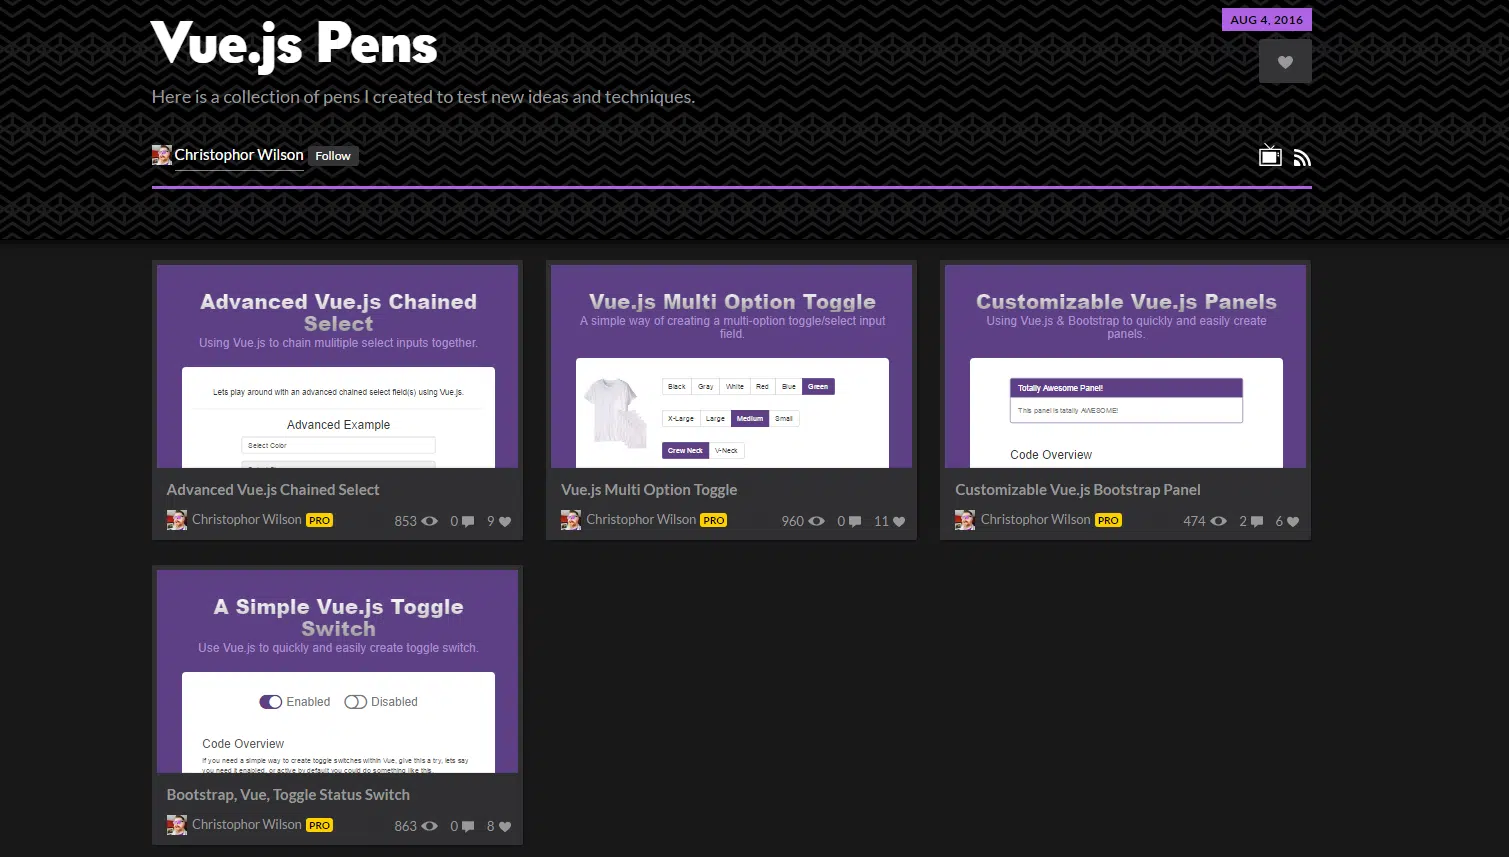 Vue.js Pens
AUG 4, 2016
Here is a collection of pens I created to test new ideas and techniques.
Christophor Wilson Follow
Advanced Vue.js Chained
Select
Using Vue.js to chain mulitiple select inputs together.
Lets play around with an advanced chained select field(s) using Vue.js.
Advanced Example
Select Color
Advanced Vue.js Chained Select
Christophor Wilson PRO 853 0 9
Vue.js Multi Option Toggle
A simple way of creating a multi-option toggle/select input
field.
Black Gray White Red Blue Green
X-Large Large Medium Small
Crew Neck V-Neck
Vue.js Multi Option Toggle
Christophor Wilson PRO 960 0 11
Customizable Vue.js Panels
Using Vue.js & Bootstrap to quickly and easily create
panels.
Totally Awesome Panel!
This panel is totally AWESOME!
Code Overview
Customizable Vue.js Bootstrap Panel
Christophor Wilson PRO 474 2 6
A Simple Vue.js Toggle
Switch
Use Vue.js to quickly and easily create toggle switch.
Enabled Disabled
Code Overview
If you need a simple way to create toggle switches within Vue, give this a try, lets say
you need it enabled, or active by default you could do something like this
Bootstrap, Vue, Toggle Status Switch
Christophor Wilson PRO 863 0 8